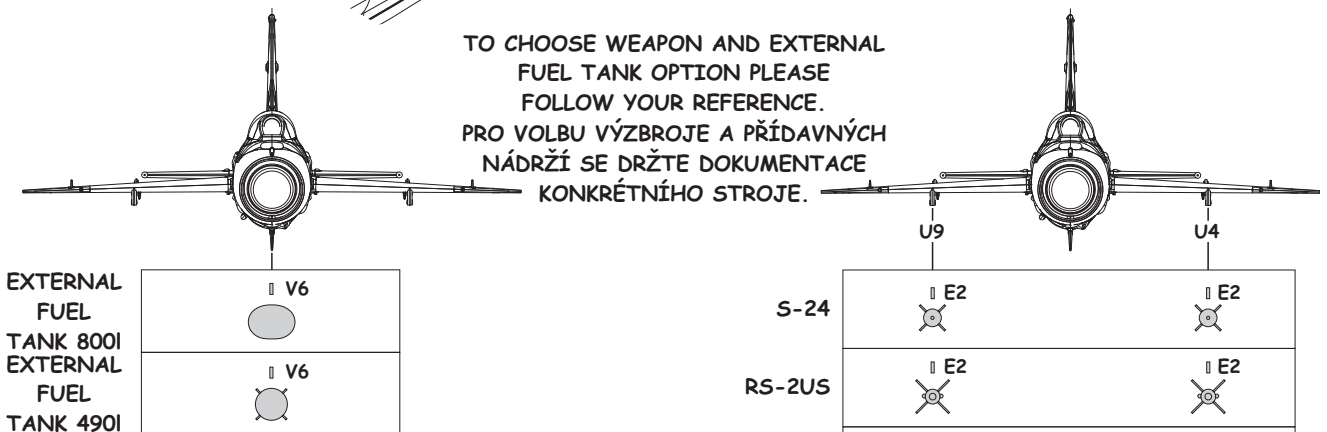 TO CHOOSE WEAPON AND EXTERNAL
FUEL TANK OPTION PLEASE
FOLLOW YOUR REFERENCE.
PRO VOLBU VÝZBROJE A PŘÍDAVNÝCH
NÁDRŽÍ SE DRŽTE DOKUMENTACE
KONKRÉTNÍHO STROJE.
U9
U4
EXTERNAL
FUEL
TANK 800l
V6
EXTERNAL
FUEL
TANK 490l
V6
S-24
E2
E2
RS-2US
E2
E2